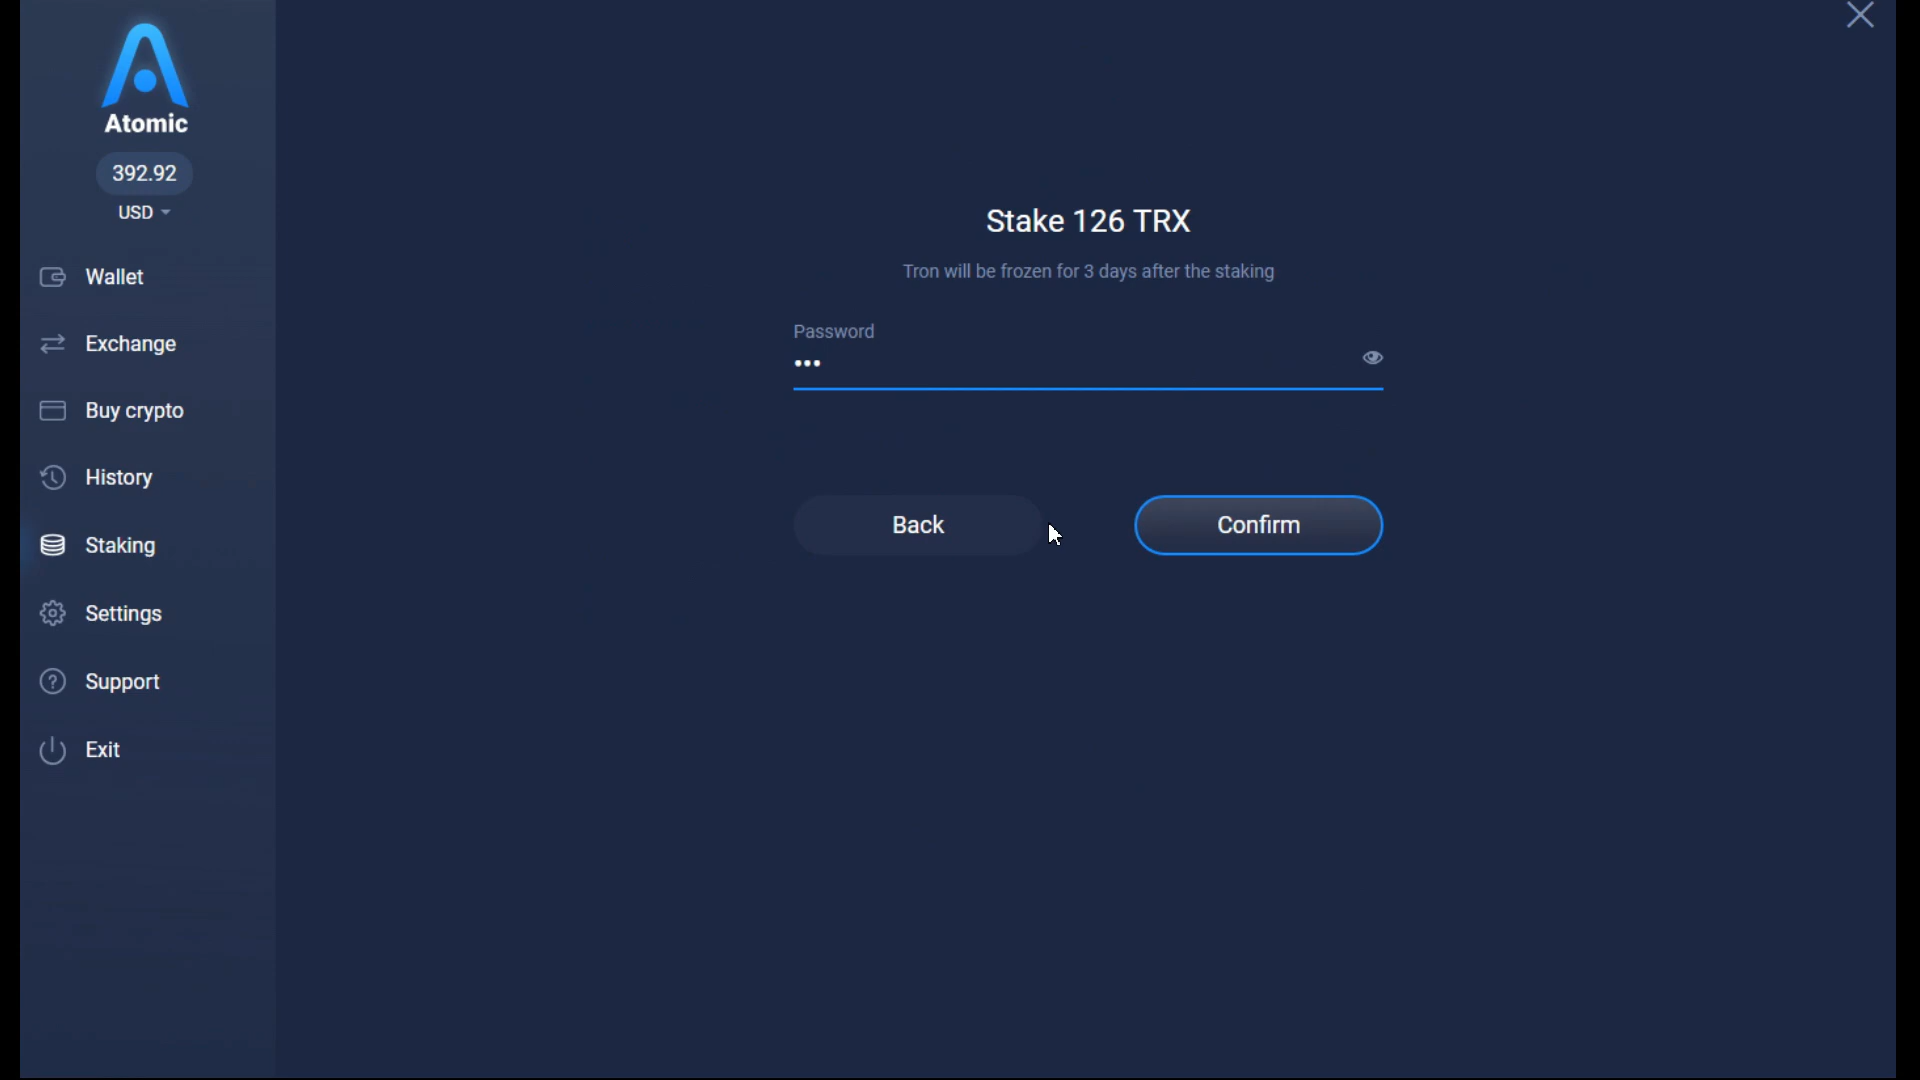 Atomic
392.92
USD
Wallet
Exchange
Buy crypto
History
Staking
Settings
Support
Exit
Stake 126 TRX
Tron will be frozen for 3 days after the staking
Password
•••
Back
Confirm